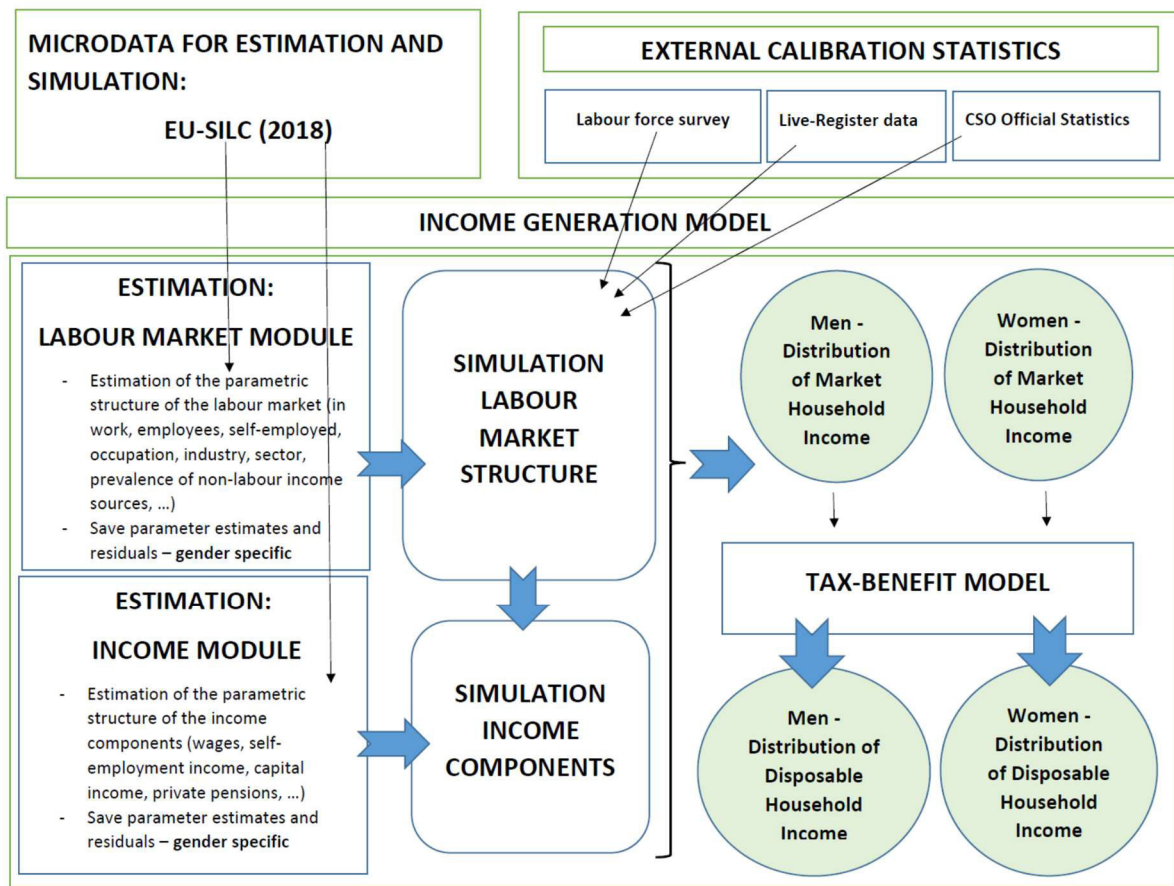 MICRODATA FOR ESTIMATION AND
SIMULATION:
EU-SILC (2018)
EXTERNAL CALIBRATION STATISTICS
Labour force survey
Live-Register data
CSO Official Statistics
INCOME GENERATION MODEL
ESTIMATION:
LABOUR MARKET MODULE
- Estimation of the parametric
structure of the labour market (in
work, employees, self-employed,
occupation, industry, sector,
prevalence of non-labour income
sources, …)
- Save parameter estimates and
residuals – gender specific
ESTIMATION:
INCOME MODULE
- Estimation of the parametric
structure of the income
components (wages, self-
employment income, capital
income, private pensions, …)
- Save parameter estimates and
residuals – gender specific
SIMULATION
LABOUR
MARKET
STRUCTURE
SIMULATION
INCOME
COMPONENTS
Men -
Distribution
of Market
Household
Income
Women -
Distribution
of Market
Household
Income
TAX-BENEFIT MODEL
Men -
Distribution of
Disposable
Household
Income
Women -
Distribution
of Disposable
Household
Income